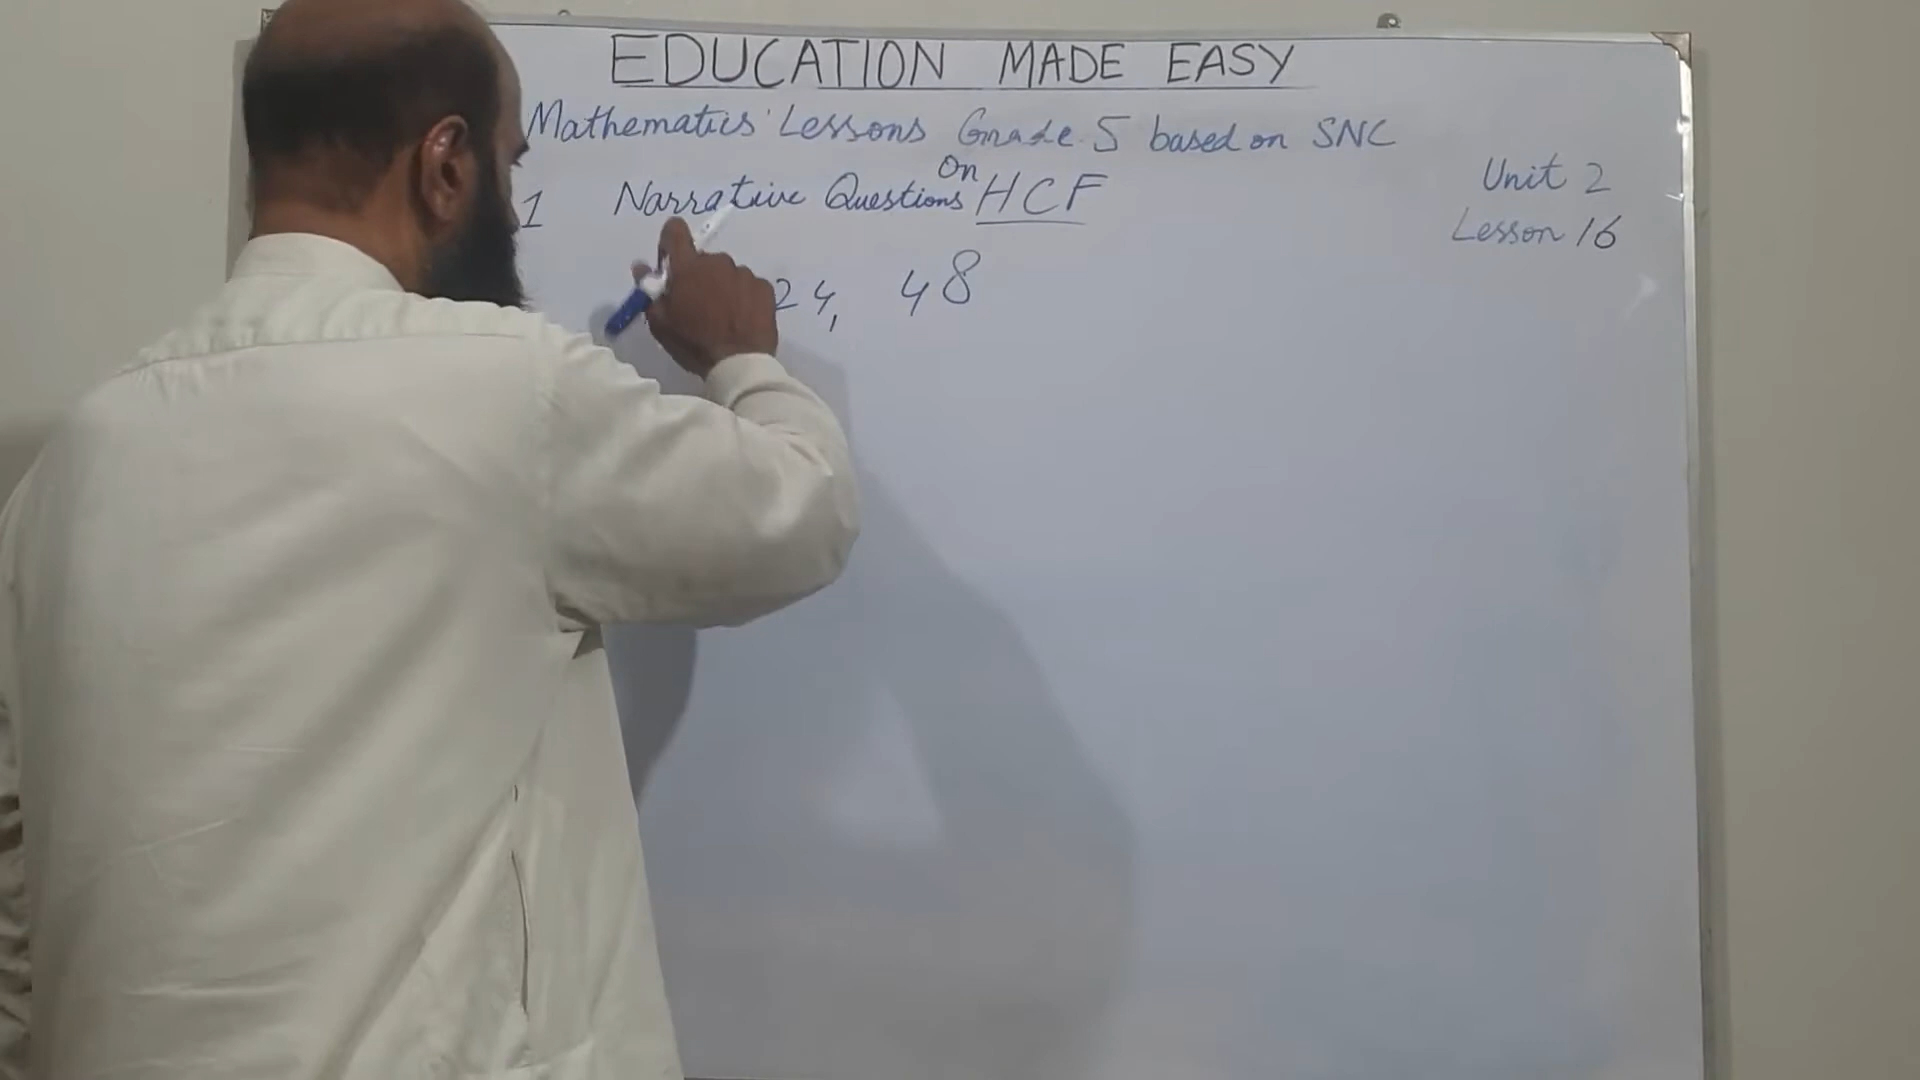 EDUCATION MADE EASY
Mathematics Lessons Grade 5 based on SNC
1 Narrative Questions On HCF
Unit 2
Lesson 16
24, 48